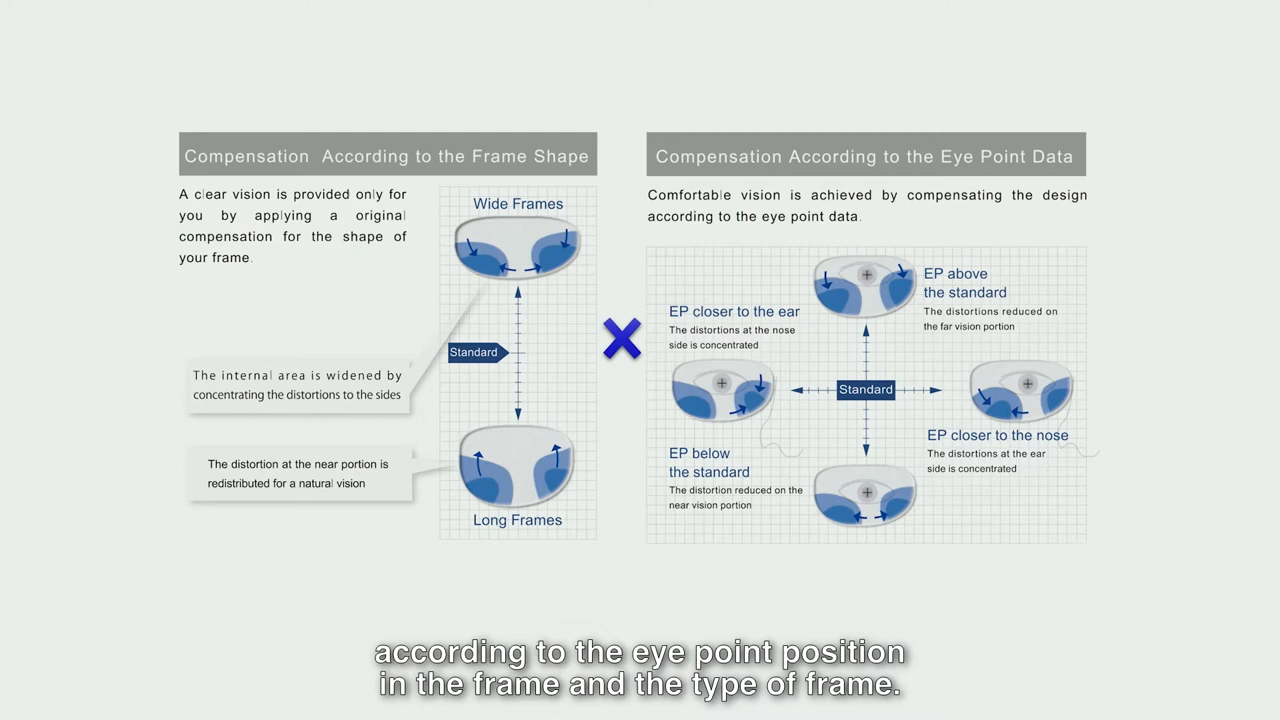 Compensation According to the Frame Shape
A clear vision is provided only for
you by applying a original
compensation for the shape of
your frame.
Wide Frames
Standard
The internal area is widened by
concentrating the distortions to the sides
The distortion at the near portion is
redistributed for a natural vision
Long Frames
Compensation According to the Eye Point Data
Comfortable vision is achieved by compensating the design
according to the eye point data.
EP above
the standard
The distortions reduced on
the far vision portion
EP closer to the ear
The distortions at the nose
side is concentrated
Standard
EP closer to the nose
The distortions at the ear
side is concentrated
EP below
the standard
The distortion reduced on the
near vision portion
according to the eye point position
in the frame and the type of frame.